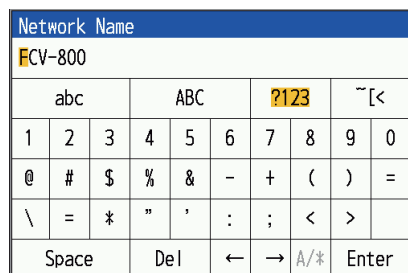 Network Name
FCV-800
abc ABC ?123 ~[<
1 2 3 4 5 6 7 8 9 0
@ # $ % & - + ( ) =
\ = * " ' : ; < >
Space Del ← → A/* Enter